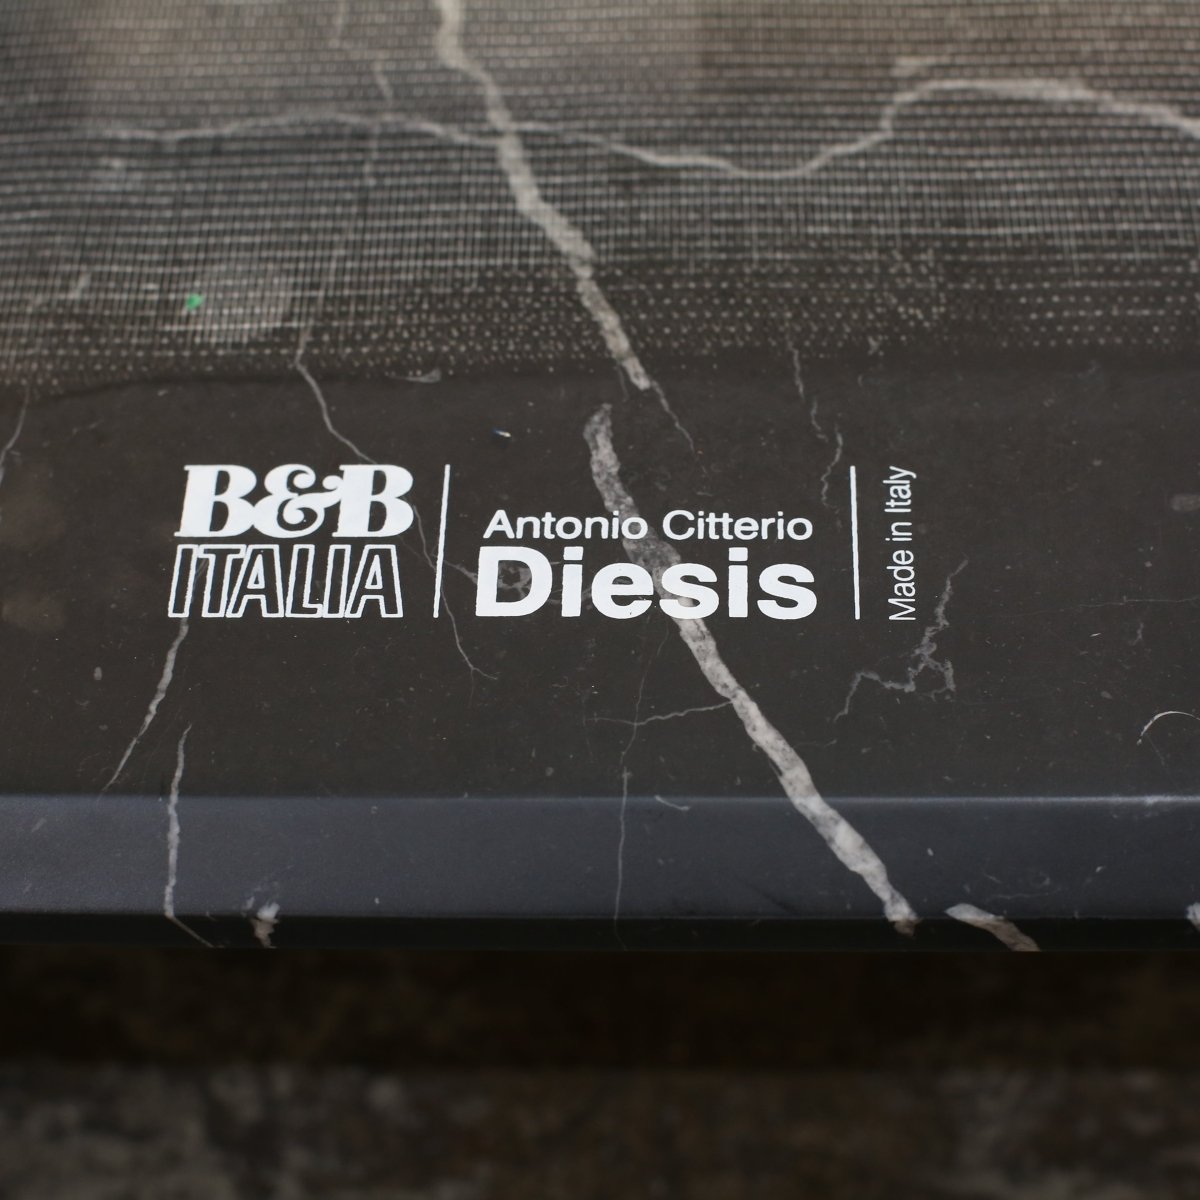 B&B
ITALIA
Antonio Citterio
Diesis
Made in Italy